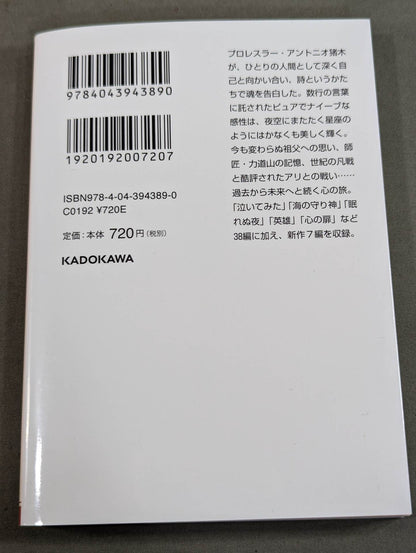 9784043943890
1920192007207
ISBN978-4-04-394389-0
C0192 ¥720E
定価：本体 720円（税別）
KADOKAWA
プロレスラー・アントニオ猪木
が、ひとりの人間として深く自
己と向かい合い、詩というかた
ちで魂を告白した。数行の言葉
に託されたピュアでナイーブな
感性は、夜空にまたたく星座の
ようにはかなくも美しく輝く。
今も変わらぬ祖父への思い、師
匠・力道山の記憶、世紀の凡戦
と酷評されたアリとの戦い……
過去から未来へと続く心の旅。
「泣いてみた」「海の守り神」「眠
れぬ夜」「英雄」「心の扉」など
38編に加え、新作7編を収録。